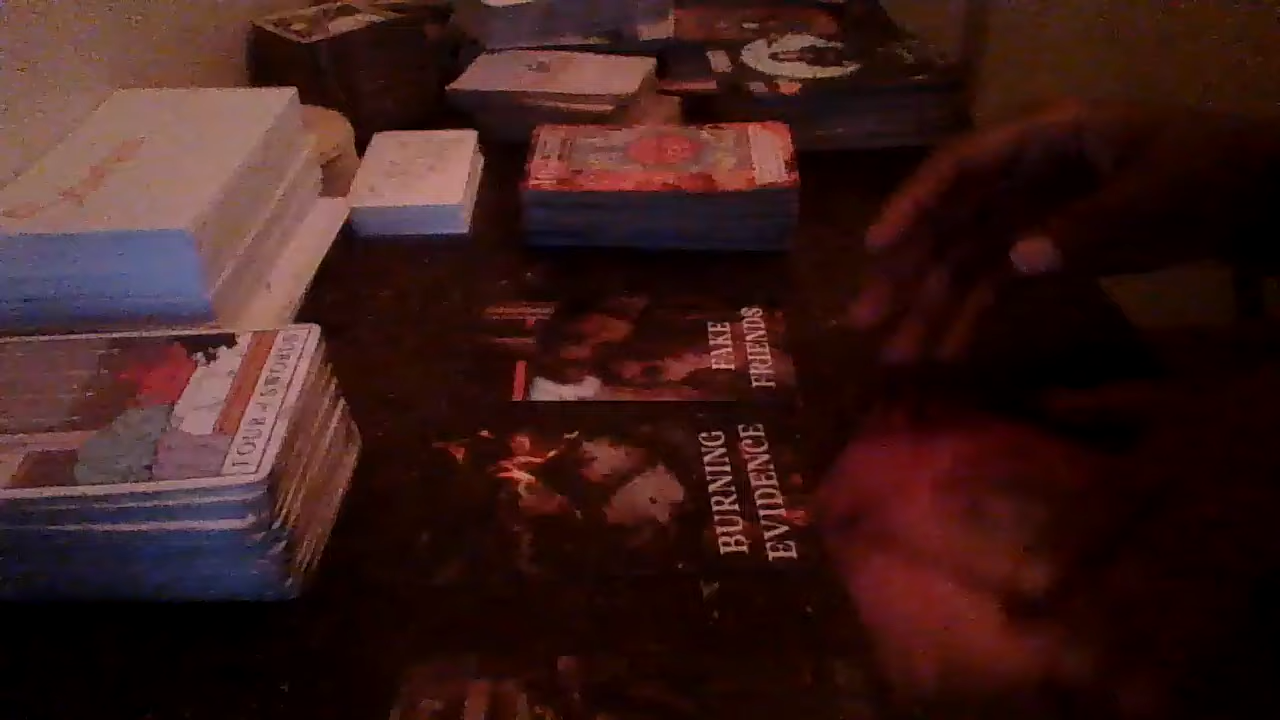 FAKE
FRIENDS
BURNING
EVIDENCE
FOUR of SWORDS